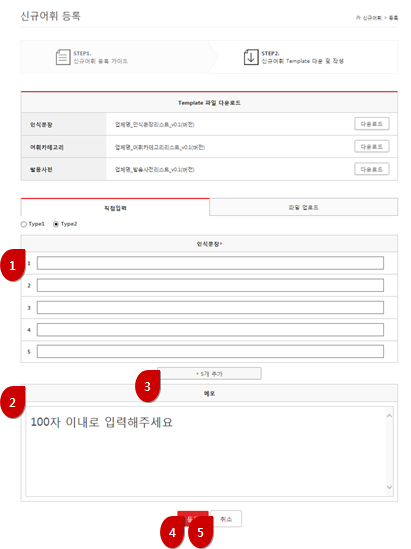 신규어휘 등록
신규어휘 > 등록
STEP1.
신규어휘 등록 가이드
STEP2.
신규어휘 Template 다운 및 작성
Template 파일 다운로드
인식문장 업체명_인식문장리스트_v0.1(버전) 다운로드
어휘카테고리 업체명_어휘카테고리리스트_v0.1(버전) 다운로드
발음사전 업체명_발음사전리스트_v0.1(버전) 다운로드
직접입력 파일 업로드
Type1 Type2
인식문장*
1 1
2
3
4
5
3 + 5개 추가
2 메모
100자 이내로 입력해주세요
4 5 취소